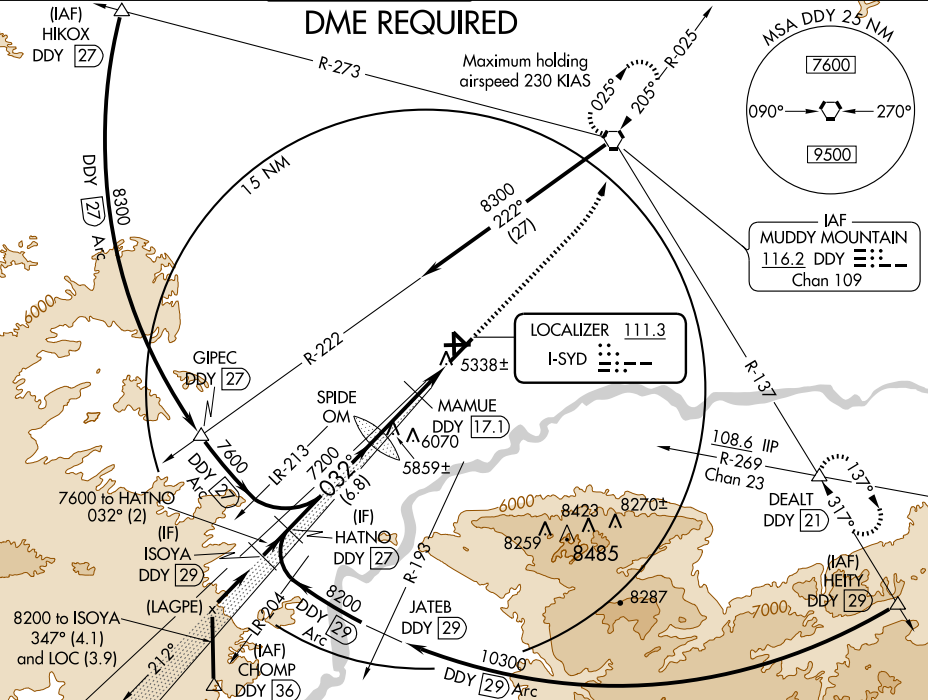 DME REQUIRED
(IAF)
HIKOX
DDY 27
R-273
Maximum holding
airspeed 230 KIAS
025°
205°
R-025
MSA DDY 25 NM
7600
090°
270°
9500
15 NM
DDY 27 Arc
8300
8300
222°
(27)
IAF
MUDDY MOUNTAIN
116.2 DDY
Chan 109
6000
R-222
LOCALIZER 111.3
I-SYD
5338±
R-137
GIPEC
DDY 27
SPIDE
OM
MAMUE
DDY 17.1
6070
5859±
LR-213
7200
032°
(6.8)
7600
DDY 27
Arc
108.6 IIP
R-269
Chan 23
137°
317°
DEALT
DDY 21
7600 to HATNO
032° (2)
(IF)
HATNO
DDY 27
(IF)
ISOYA
DDY 29
R-193
6000
8423
8270±
8259
8485
8287
7000
(IAF)
HEITY
DDY 29
(LAGPE)
LR-204
8200
DDY 29
Arc
JATEB
DDY 29
8200 to ISOYA
347° (4.1)
and LOC (3.9)
212°
(IAF)
CHOMP
DDY 36
10300
DDY 29 Arc